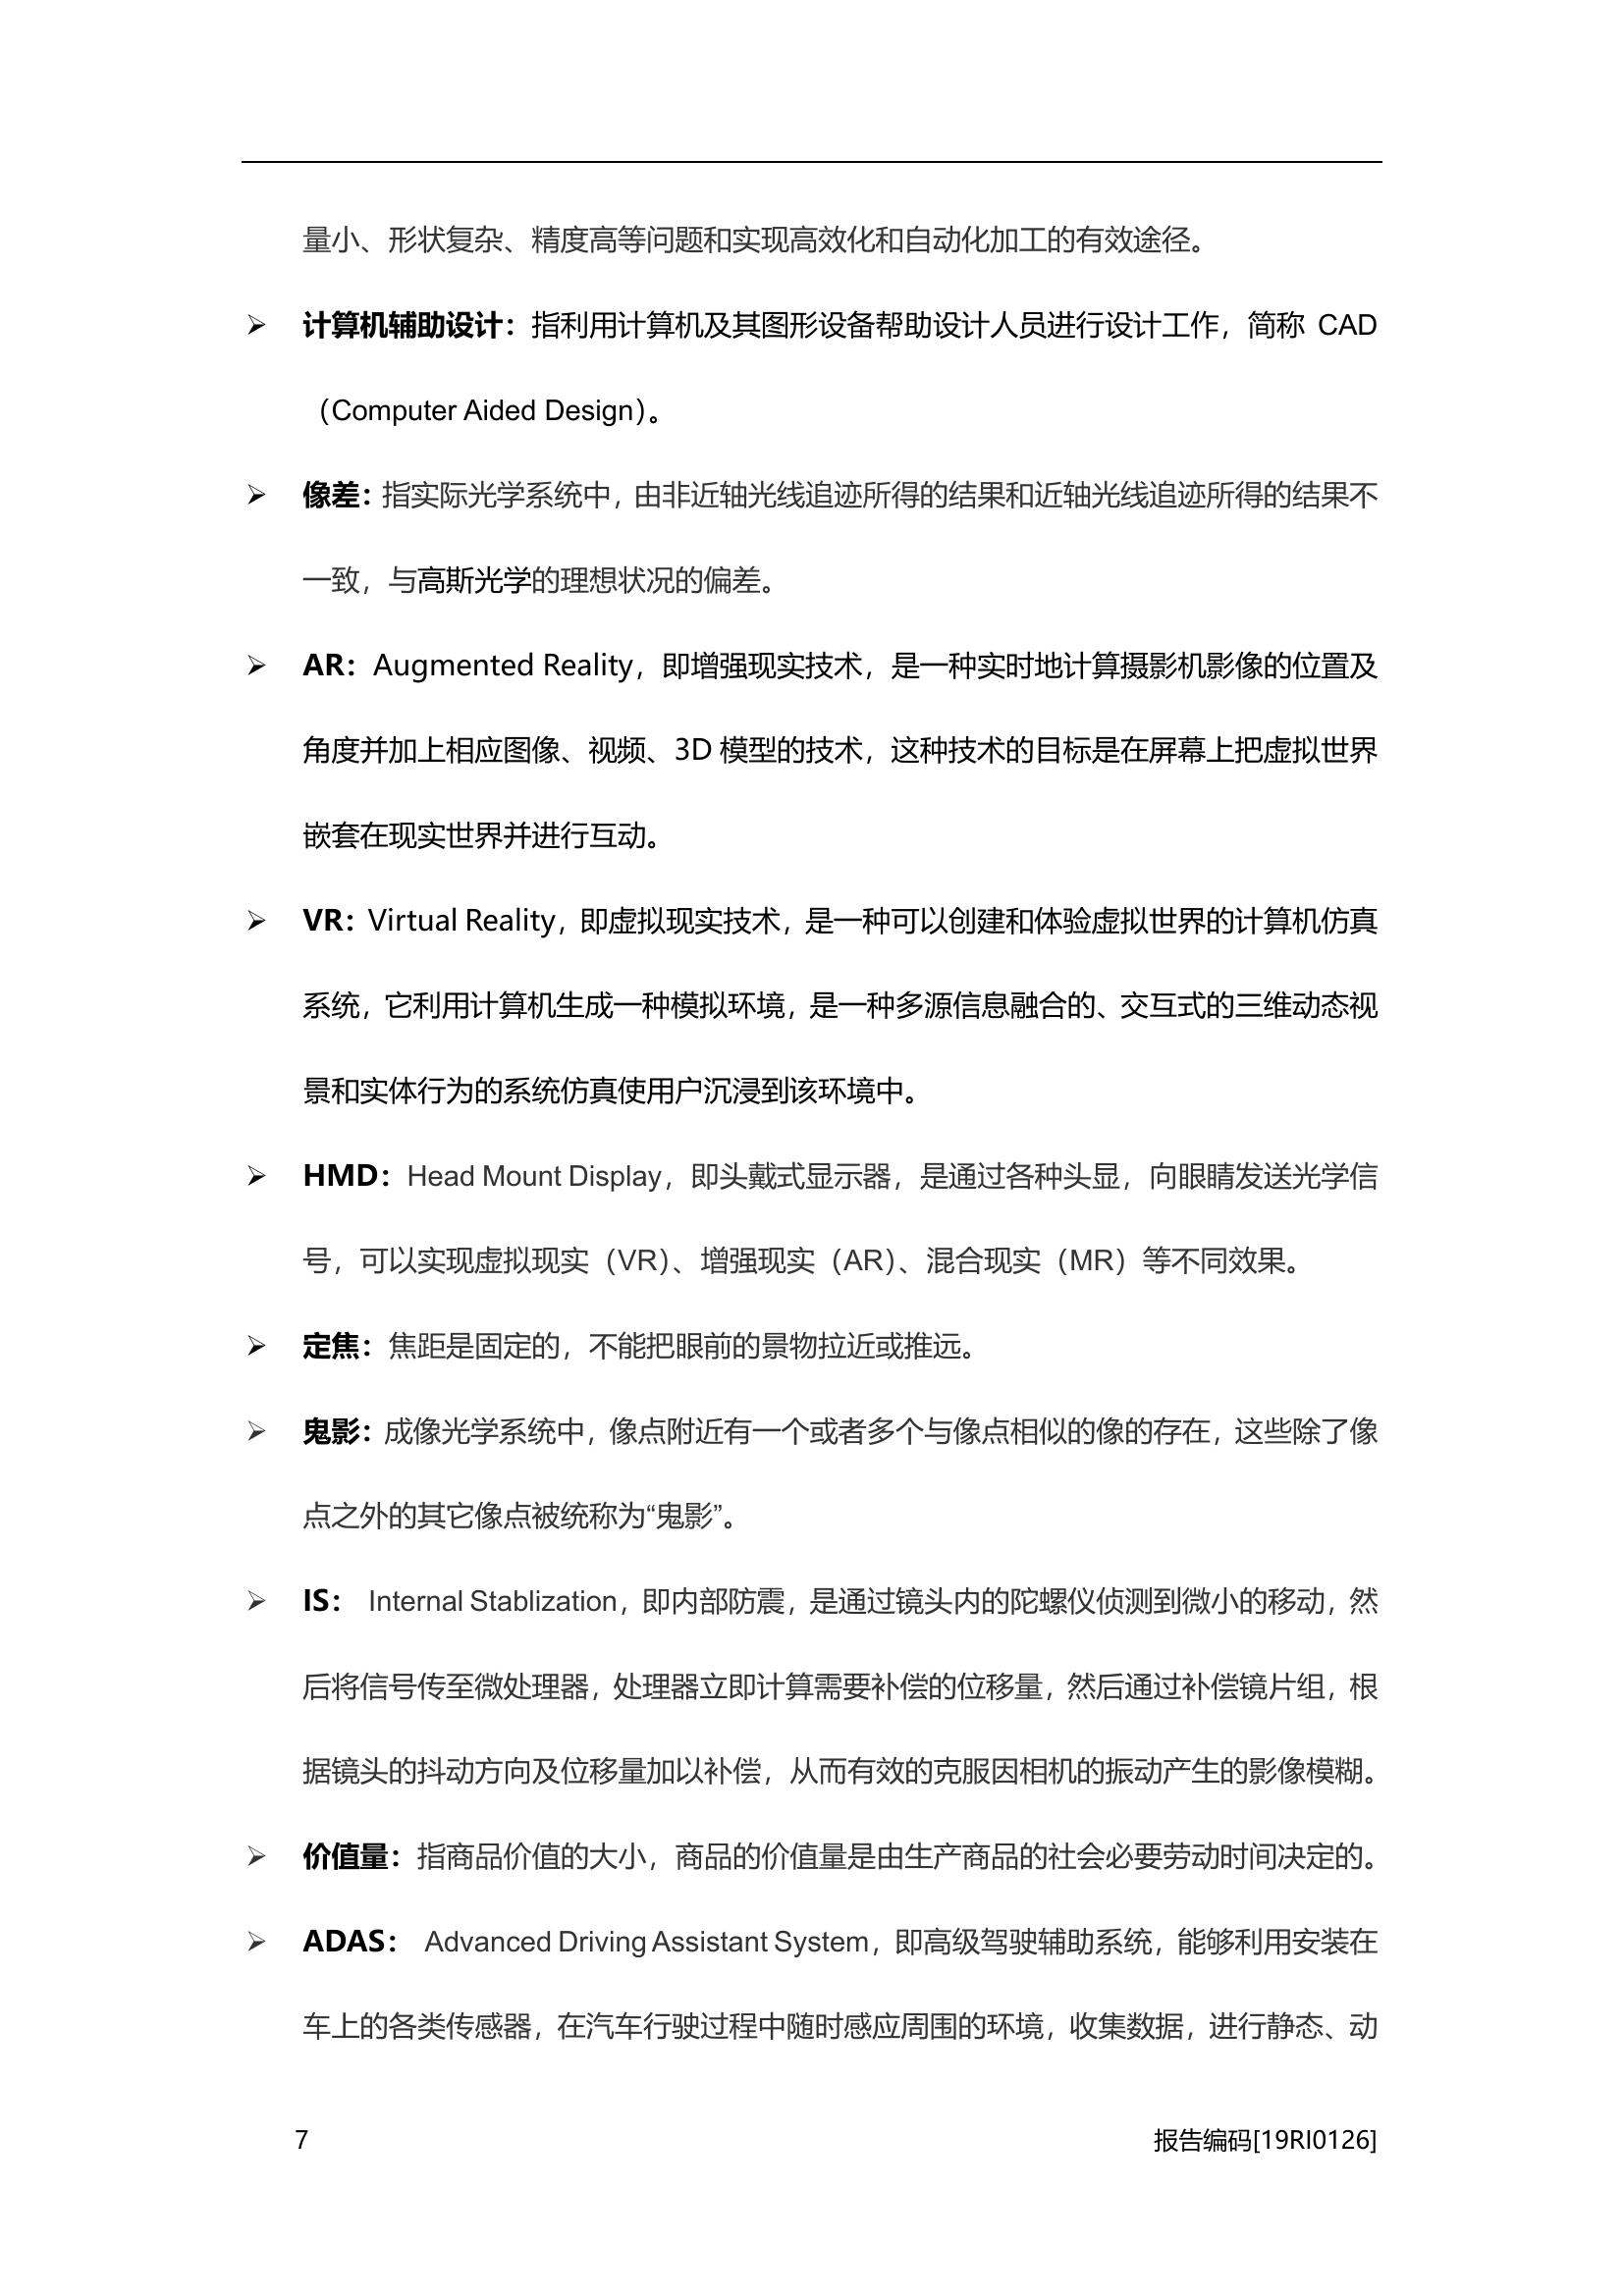 量小、形状复杂、精度高等问题和实现高效化和自动化加工的有效途径。
➢ 计算机辅助设计：指利用计算机及其图形设备帮助设计人员进行设计工作，简称 CAD
（Computer Aided Design）。
➢ 像差：指实际光学系统中，由非近轴光线追迹所得的结果和近轴光线追迹所得的结果不
一致，与高斯光学的理想状况的偏差。
➢ AR：Augmented Reality，即增强现实技术，是一种实时地计算摄影机影像的位置及
角度并加上相应图像、视频、3D 模型的技术，这种技术的目标是在屏幕上把虚拟世界
嵌套在现实世界并进行互动。
➢ VR：Virtual Reality，即虚拟现实技术，是一种可以创建和体验虚拟世界的计算机仿真
系统，它利用计算机生成一种模拟环境，是一种多源信息融合的、交互式的三维动态视
景和实体行为的系统仿真使用户沉浸到该环境中。
➢ HMD：Head Mount Display，即头戴式显示器，是通过各种头显，向眼睛发送光学信
号，可以实现虚拟现实（VR）、增强现实（AR）、混合现实（MR）等不同效果。
➢ 定焦：焦距是固定的，不能把眼前的景物拉近或推远。
➢ 鬼影：成像光学系统中，像点附近有一个或者多个与像点相似的像的存在，这些除了像
点之外的其它像点被统称为“鬼影”。
➢ IS： Internal Stablization，即内部防震，是通过镜头内的陀螺仪侦测到微小的移动，然
后将信号传至微处理器，处理器立即计算需要补偿的位移量，然后通过补偿镜片组，根
据镜头的抖动方向及位移量加以补偿，从而有效的克服因相机的振动产生的影像模糊。
➢ 价值量：指商品价值的大小，商品的价值量是由生产商品的社会必要劳动时间决定的。
➢ ADAS： Advanced Driving Assistant System，即高级驾驶辅助系统，能够利用安装在
车上的各类传感器，在汽车行驶过程中随时感应周围的环境，收集数据，进行静态、动
7 报告编码[19RI0126]